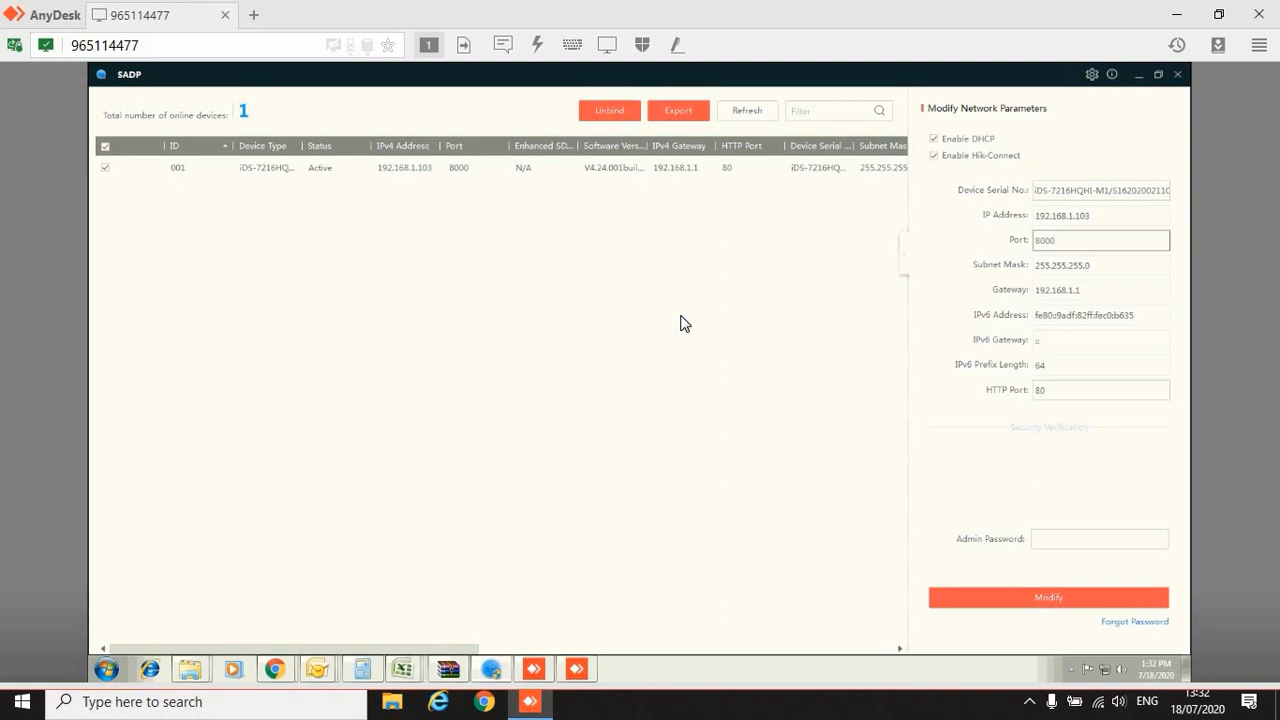 AnyDesk
965114477
965114477
1
SADP
Total number of online devices: 1
Unbind
Export
Refresh
Filter
ID Device Type Status IPv4 Address Port Enhanced SD... Software Vers... IPv4 Gateway HTTP Port Device Serial ... Subnet Mas
001 iDS-7216HQ... Active 192.168.1.103 8000 N/A V4.24.001buil... 192.168.1.1 80 iDS-7216HQ... 255.255.255
Modify Network Parameters
Enable DHCP
Enable Hik-Connect
Device Serial No.: iDS-7216HQHI-M1/S1620200211C
IP Address: 192.168.1.103
Port: 8000
Subnet Mask: 255.255.255.0
Gateway: 192.168.1.1
IPv6 Address: fe80::9adf:82ff:fec0:b635
IPv6 Gateway: ::
IPv6 Prefix Length: 64
HTTP Port: 80
Security Verification
Admin Password:
Modify
Forgot Password
1:32 PM
7/18/2020
Type here to search
ENG
13:32
18/07/2020